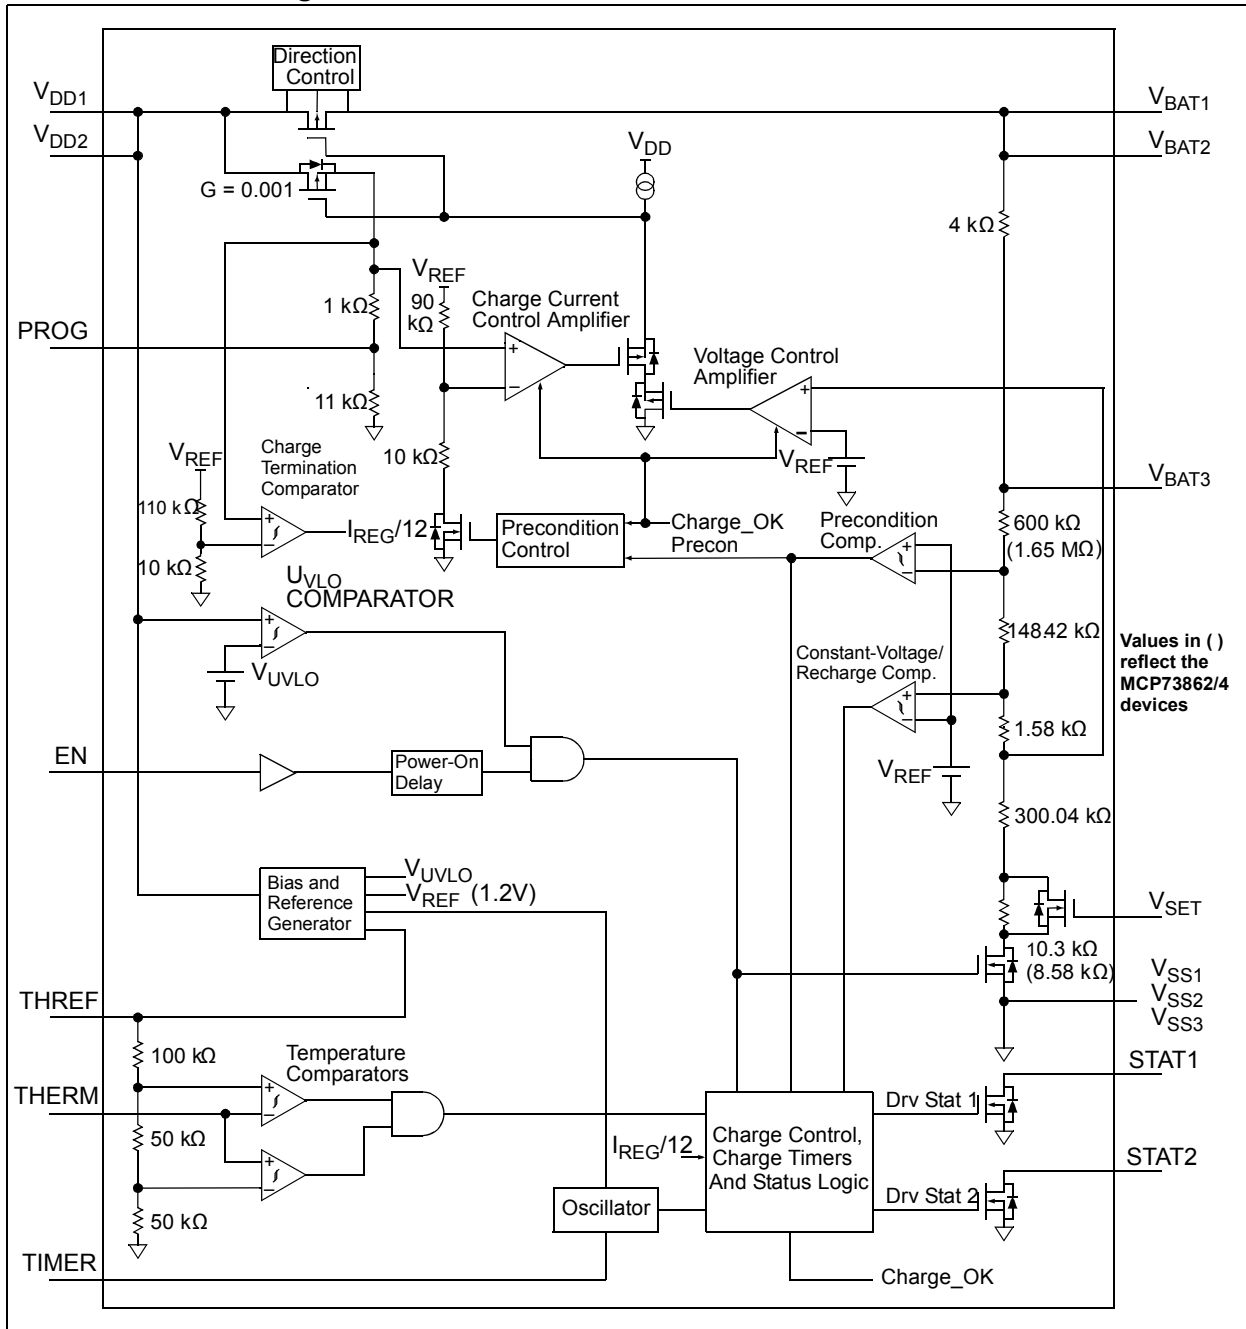 Direction
Control
VDD1
VDD2
VBAT1
VBAT2
VDD
G = 0.001
4 kΩ
VREF
90
kΩ
Charge Current
Control Amplifier
1 kΩ
PROG
Voltage Control
Amplifier
11 kΩ
VREF
Charge
Termination
Comparator
10 kΩ
VREF
VBAT3
110 kΩ
IREG/12
Precondition
Control
Charge_OK
Precon
Precondition
Comp.
600 kΩ
(1.65 MΩ)
10 kΩ
UVLO
COMPARATOR
148.42 kΩ
Values in ( )
reflect the
MCP73862/4
devices
VUVLO
Constant-Voltage/
Recharge Comp.
1.58 kΩ
EN
Power-On
Delay
VREF
300.04 kΩ
Bias and
Reference
Generator
VUVLO
VREF (1.2V)
VSET
10.3 kΩ
(8.58 kΩ)
VSS1
VSS2
VSS3
THREF
100 kΩ
Temperature
Comparators
STAT1
THERM
Drv Stat 1
50 kΩ
IREG/12
Charge Control,
Charge Timers
And Status Logic
STAT2
Drv Stat 2
50 kΩ
Oscillator
TIMER
Charge_OK